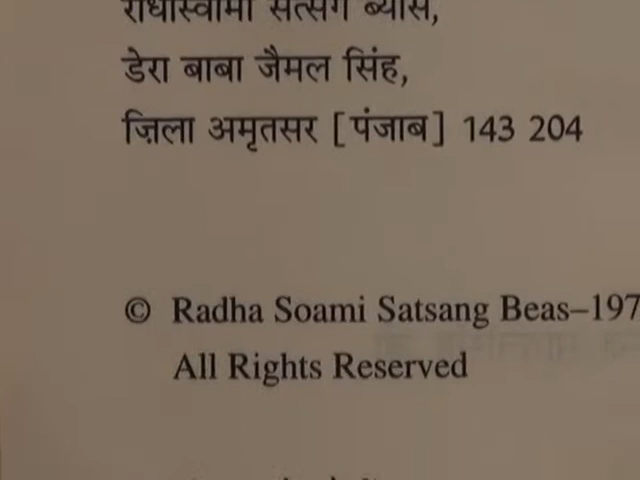 राधास्वामी सत्संग ब्यास,
डेरा बाबा जैमल सिंह,
ज़िला अमृतसर [पंजाब] 143 204
© Radha Soami Satsang Beas–197
All Rights Reserved